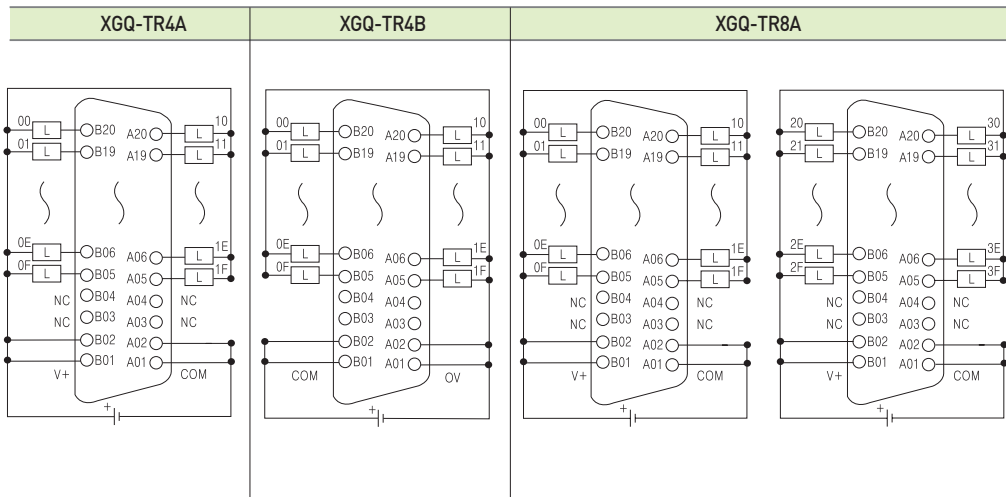 XGQ-TR4A
XGQ-TR4B
XGQ-TR8A
00 L B20 A20 L 10
01 L B19 A19 L 11
0E L B06 A06 L 1E
0F L B05 A05 L 1F
NC B04 A04 NC
NC B03 A03 NC
B02 A02
B01 A01
V+ COM
+
00 L B20 A20 L 10
01 L B19 A19 L 11
0E L B06 A06 L 1E
0F L B05 A05 L 1F
B04 A04
B03 A03
B02 A02
B01 A01
COM 0V
+
00 L B20 A20 L 10
01 L B19 A19 L 11
0E L B06 A06 L 1E
0F L B05 A05 L 1F
NC B04 A04 NC
NC B03 A03 NC
B02 A02
B01 A01
V+ COM
+
20 L B20 A20 L 30
21 L B19 A19 L 31
2E L B06 A06 L 3E
2F L B05 A05 L 3F
NC B04 A04 NC
NC B03 A03 NC
B02 A02
B01 A01
V+ COM
+